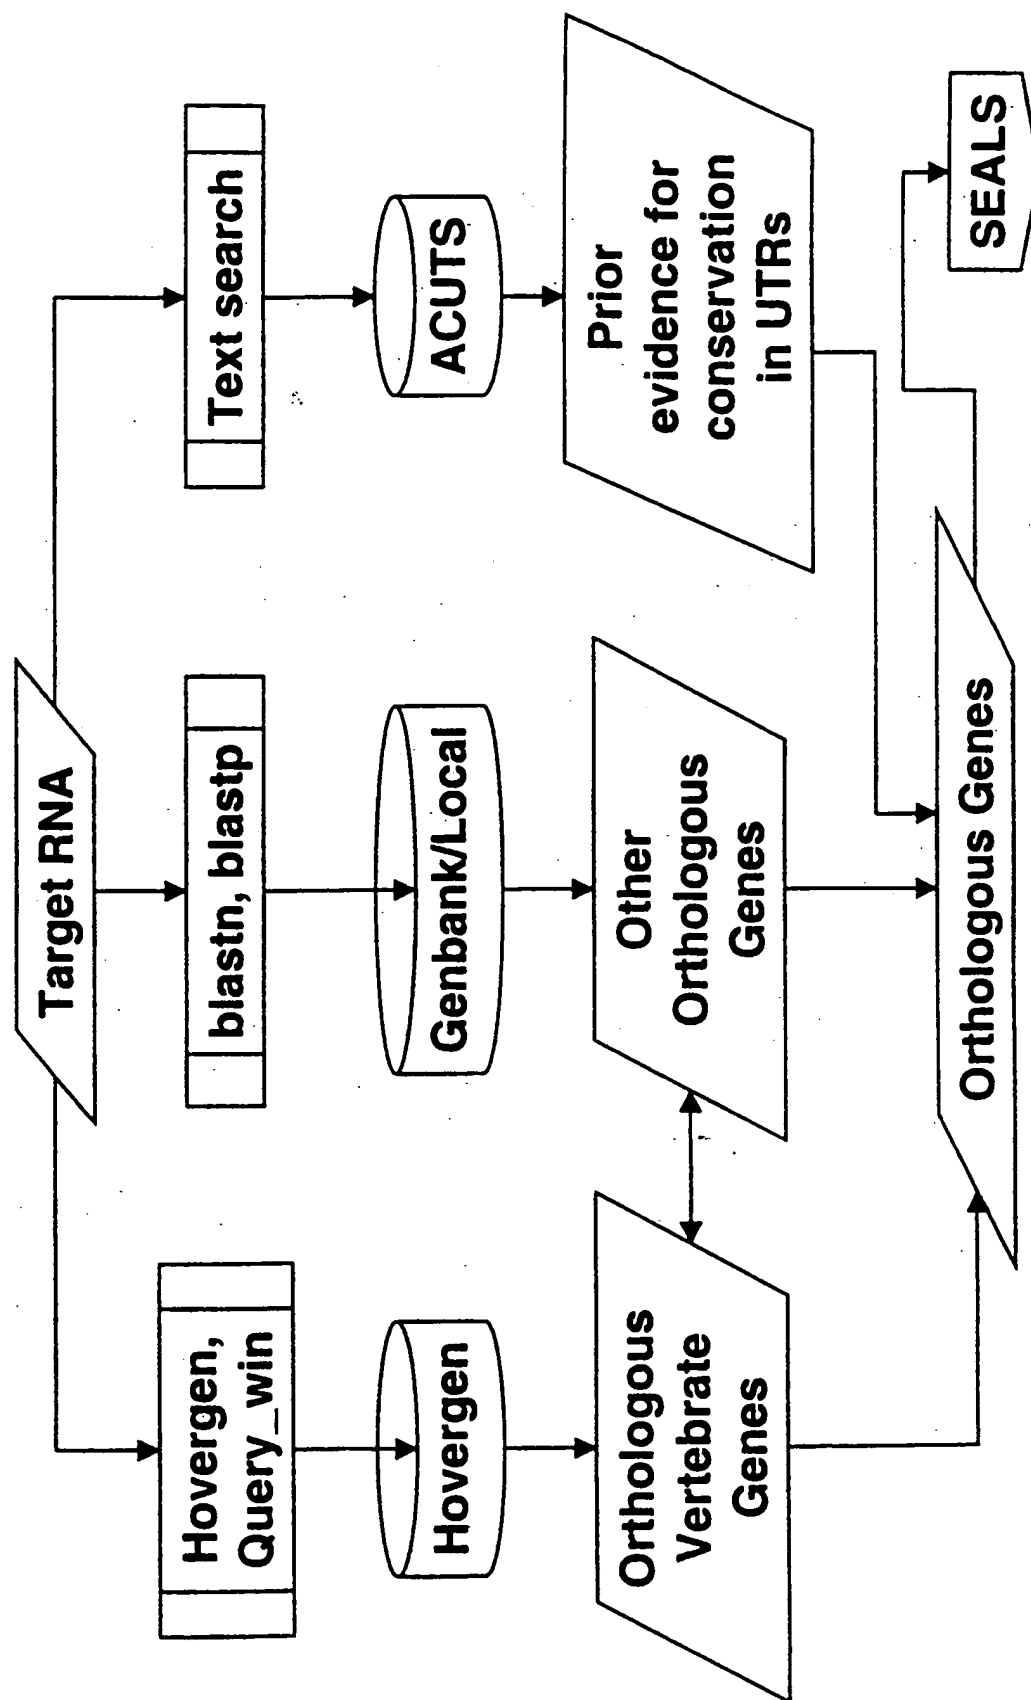 Target RNA
Hovergen,
Query_win
blastn, blastp
Text search
Hovergen
Genbank/Local
ACUTS
Orthologous
Vertebrate
Genes
Other
Orthologous
Genes
Prior
evidence for
conservation
in UTRs
Orthologous Genes
SEALS